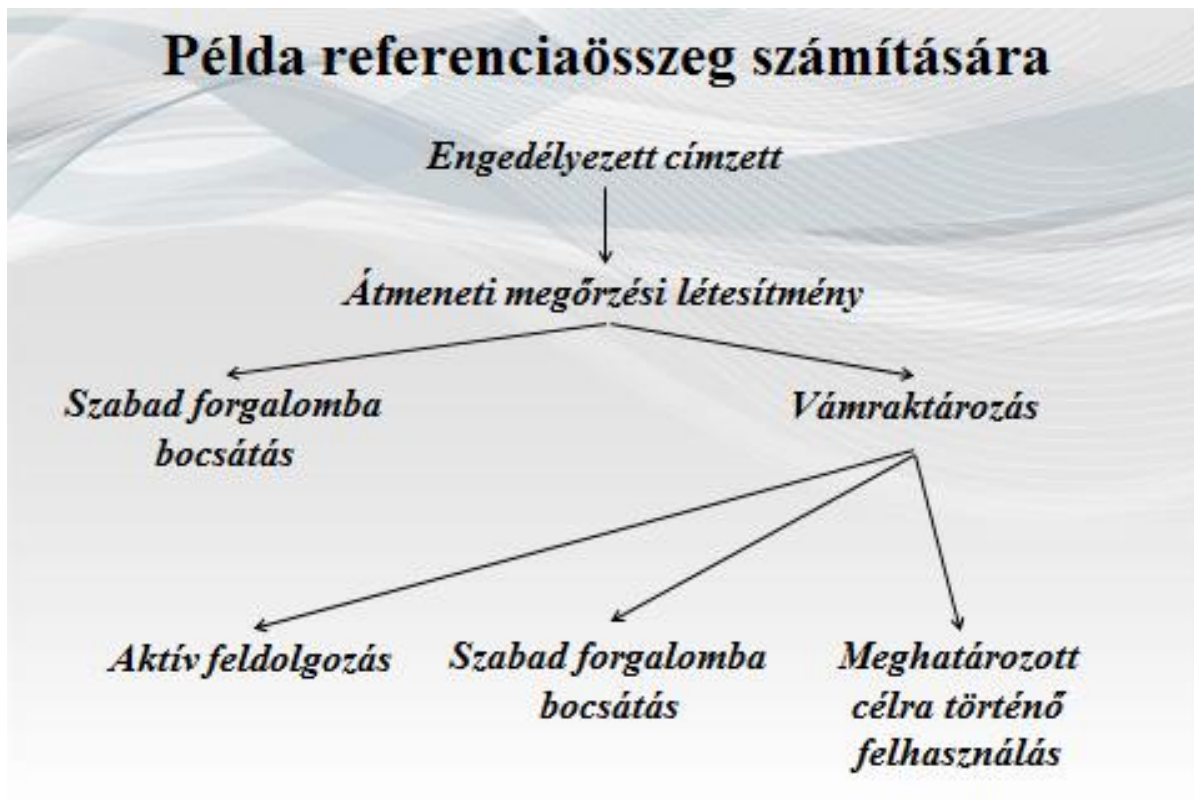 Példa referenciaösszeg számítására
Engedélyezett címzett
Átmeneti megőrzési létesítmény
Szabad forgalomba
bocsátás
Vámraktározás
Aktív feldolgozás
Szabad forgalomba
bocsátás
Meghatározott
célra történő
felhasználás